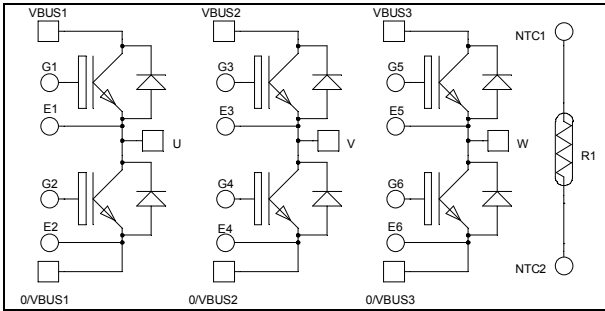 VBUS1 VBUS2 VBUS3
NTC1
G1 G3 G5
E1 E3 E5
U V W
R1
G2 G4 G6
E2 E4 E6
NTC2
0/VBUS1 0/VBUS2 0/VBUS3